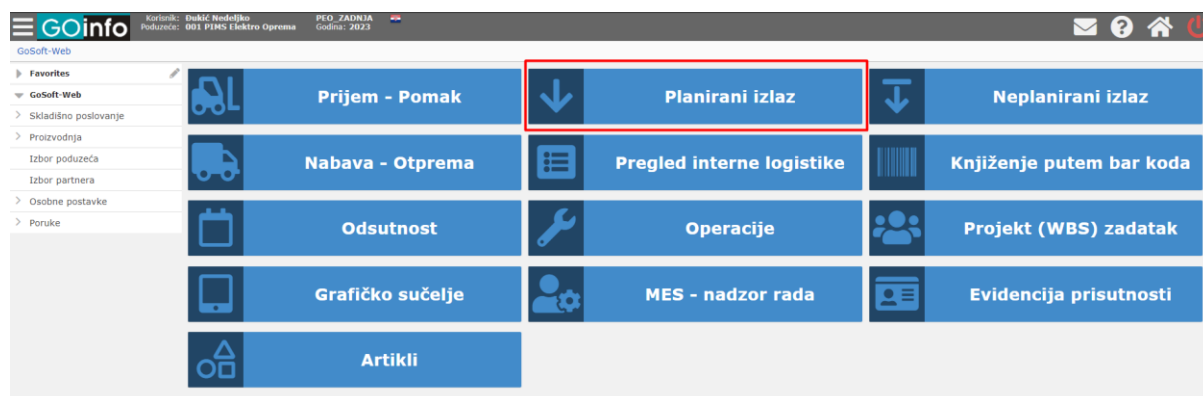 GOinfo
Korisnik: Đukić Nedeljko PEO_ZADNJA
Poduzeće: 001 PIMS Elektro Oprema Godina: 2023
GoSoft-Web
Favorites
GoSoft-Web
Skladišno poslovanje
Proizvodnja
Izbor poduzeća
Izbor partnera
Osobne postavke
Poruke
Prijem - Pomak
Planirani izlaz
Neplanirani izlaz
Nabava - Otprema
Pregled interne logistike
Knjiženje putem bar koda
Odsutnost
Operacije
Projekt (WBS) zadatak
Grafičko sučelje
MES - nadzor rada
Evidencija prisutnosti
Artikli